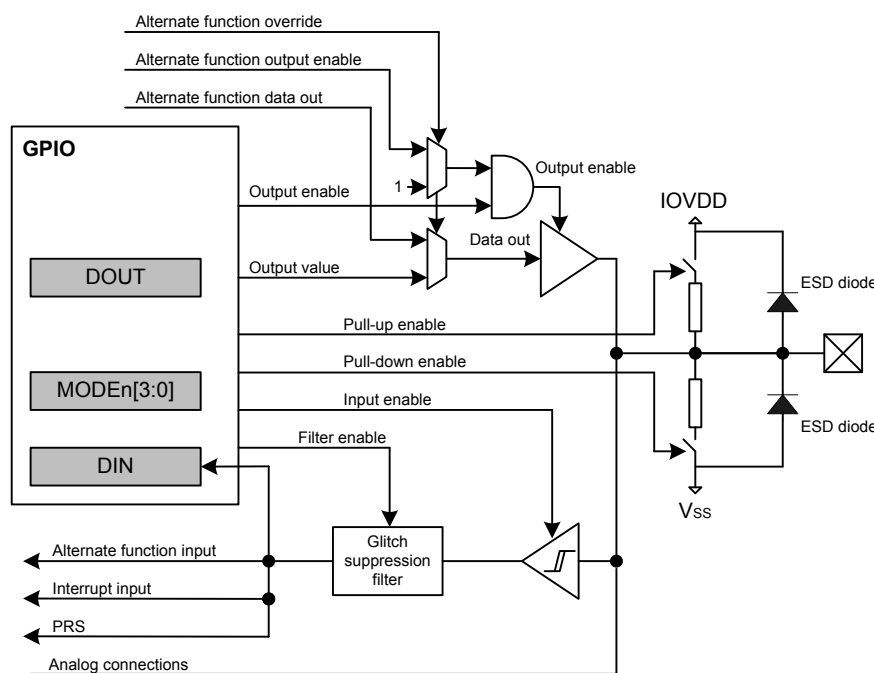 Alternate function override
Alternate function output enable
Alternate function data out
GPIO
Output enable
1
Output enable
IOVDD
Data out
DOUT
Output value
ESD diode
Pull-up enable
Pull-down enable
MODEn[3:0]
Input enable
ESD diode
Filter enable
DIN
VSS
Glitch
suppression
filter
Alternate function input
Interrupt input
PRS
Analog connections